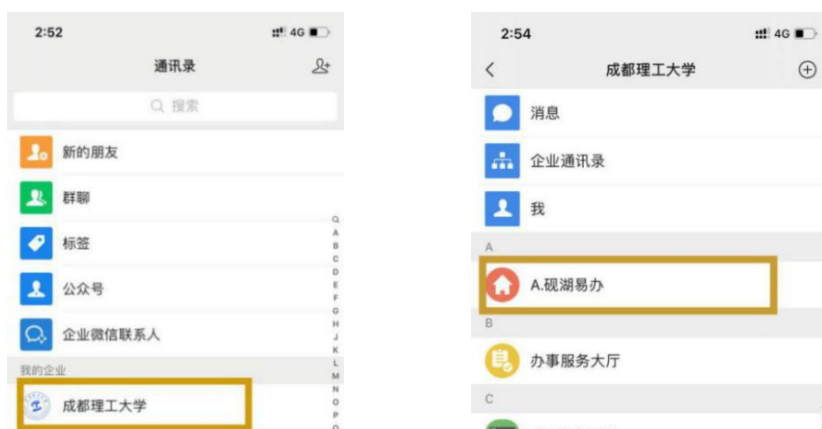 2:52
4G
通讯录
搜索
新的朋友
群聊
标签
公众号
企业微信联系人
我的企业
成都理工大学
Q
A
B
C
D
E
F
G
H
J
K
L
M
N
O
P
Q
2:54
4G
成都理工大学
消息
企业通讯录
我
A
A.砚湖易办
B
办事服务大厅
C